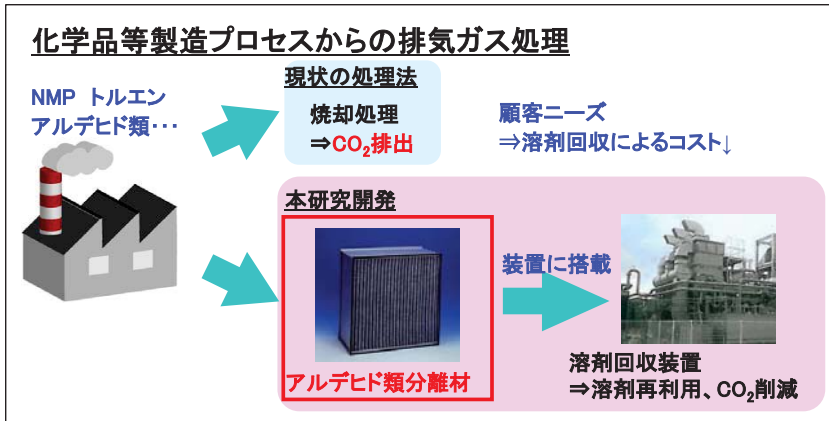 化学品等製造プロセスからの排気ガス処理
NMP トルエン
アルデヒド類･･･
現状の処理法
焼却処理
⇒CO₂排出
顧客ニーズ
⇒溶剤回収によるコスト↓
本研究開発
アルデヒド類分離材
装置に搭載
溶剤回収装置
⇒溶剤再利用、CO₂削減